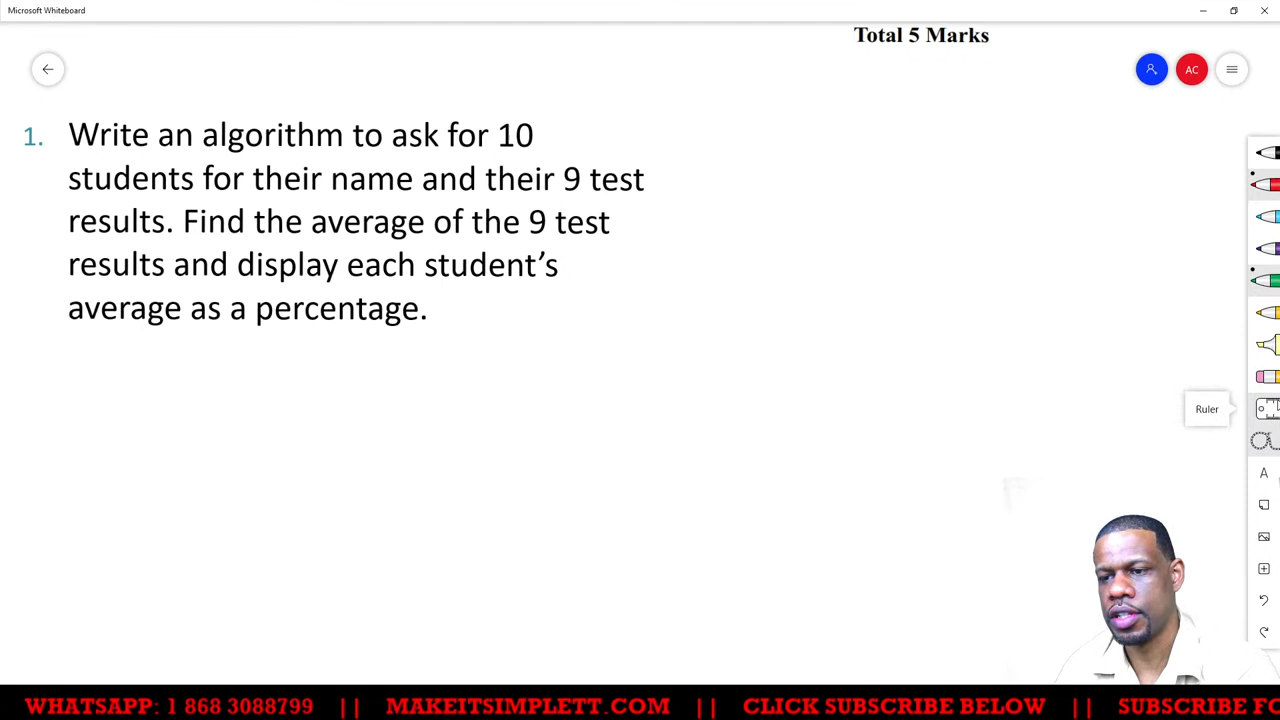 Microsoft Whiteboard
Total 5 Marks
AC
1. Write an algorithm to ask for 10
students for their name and their 9 test
results. Find the average of the 9 test
results and display each student’s
average as a percentage.
Ruler
A
WHATSAPP: 1 868 3088799 || MAKEITSIMPLETT.COM || CLICK SUBSCRIBE BELOW || SUBSCRIBE FO